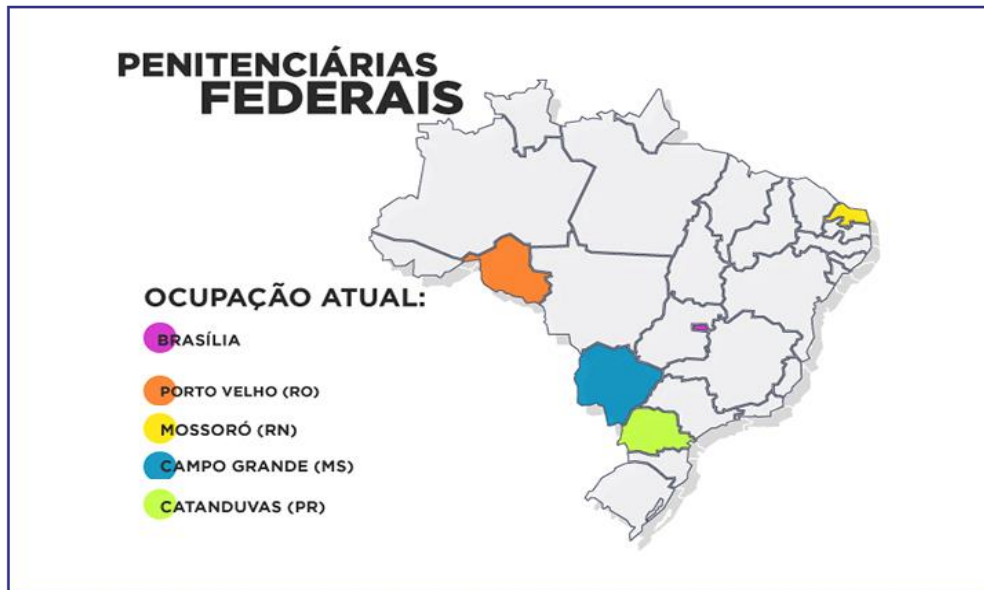 PENITENCIÁRIAS
FEDERAIS
OCUPAÇÃO ATUAL:
BRASÍLIA
PORTO VELHO (RO)
MOSSORÓ (RN)
CAMPO GRANDE (MS)
CATANDUVAS (PR)